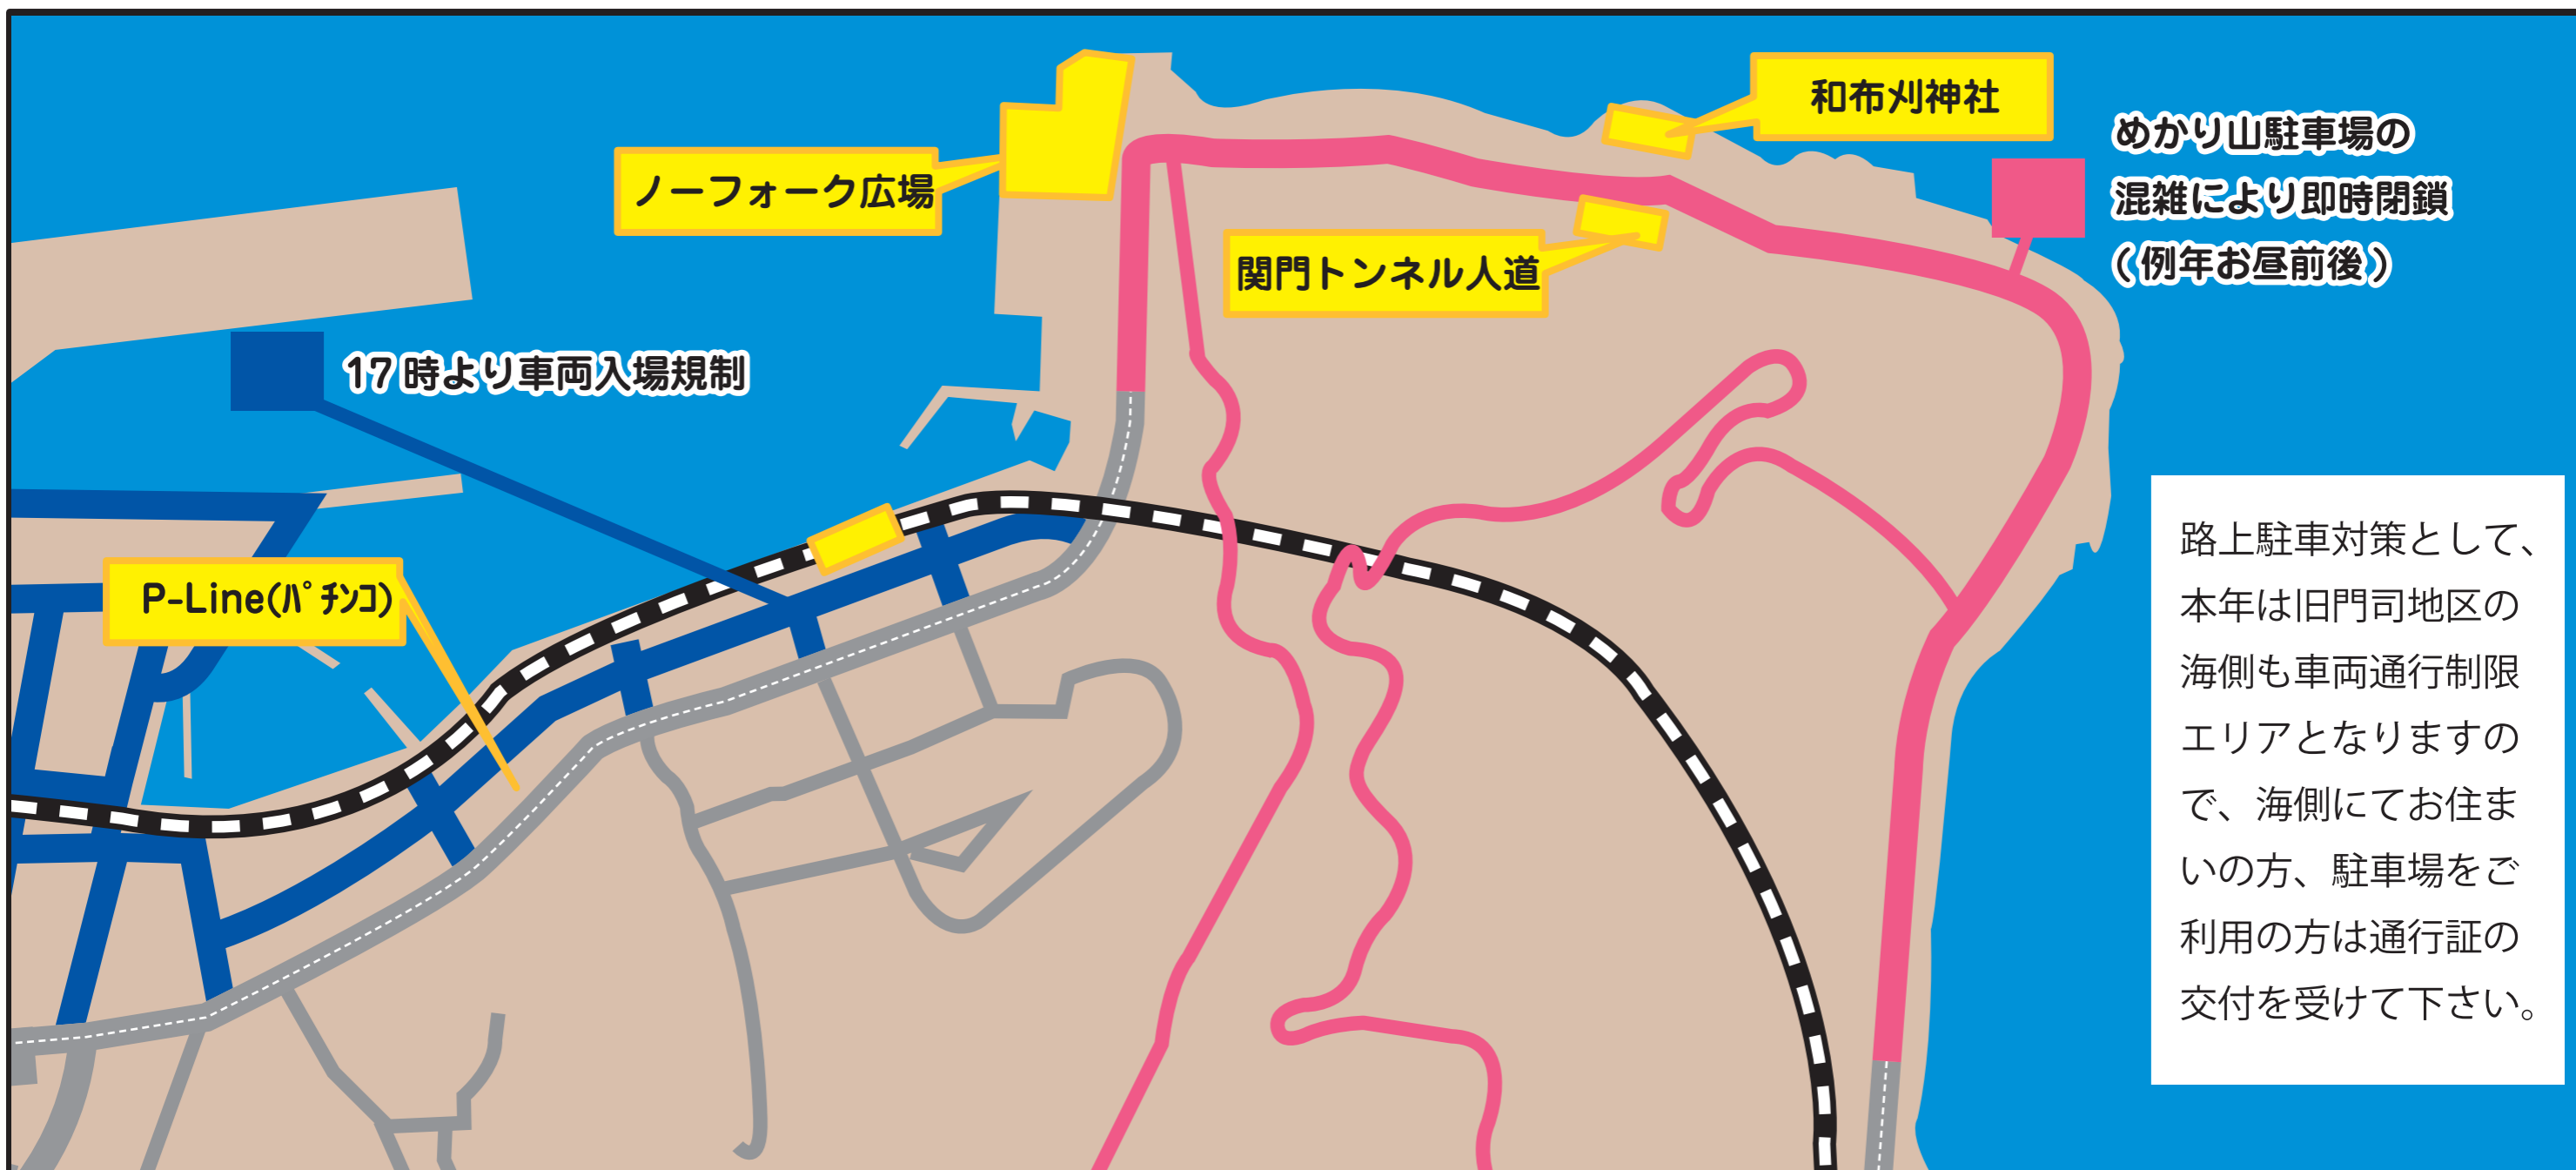 和布刈神社
めかり山駐車場の
混雑により即時閉鎖
(例年お昼前後)
ノーフォーク広場
関門トンネル人道
17時より車両入場規制
P-Line(ﾊﾟﾁﾝｺ)
路上駐車対策として、
本年は旧門司地区の
海側も車両通行制限
エリアとなりますの
で、海側にてお住ま
いの方、駐車場をご
利用の方は通行証の
交付を受けて下さい。